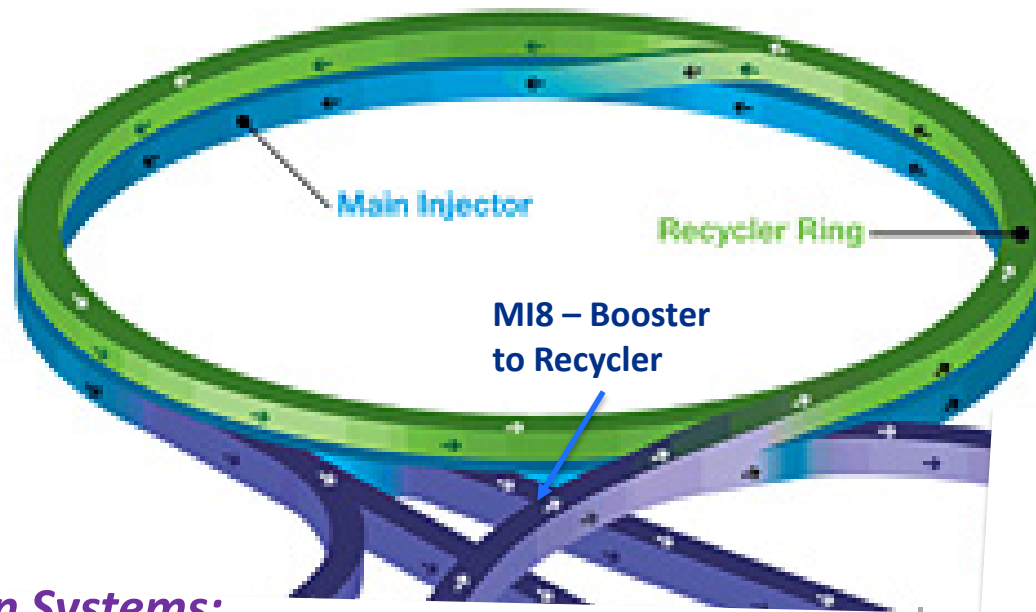 Main Injector
Recycler Ring
MI8 – Booster
to Recycler
Systems: